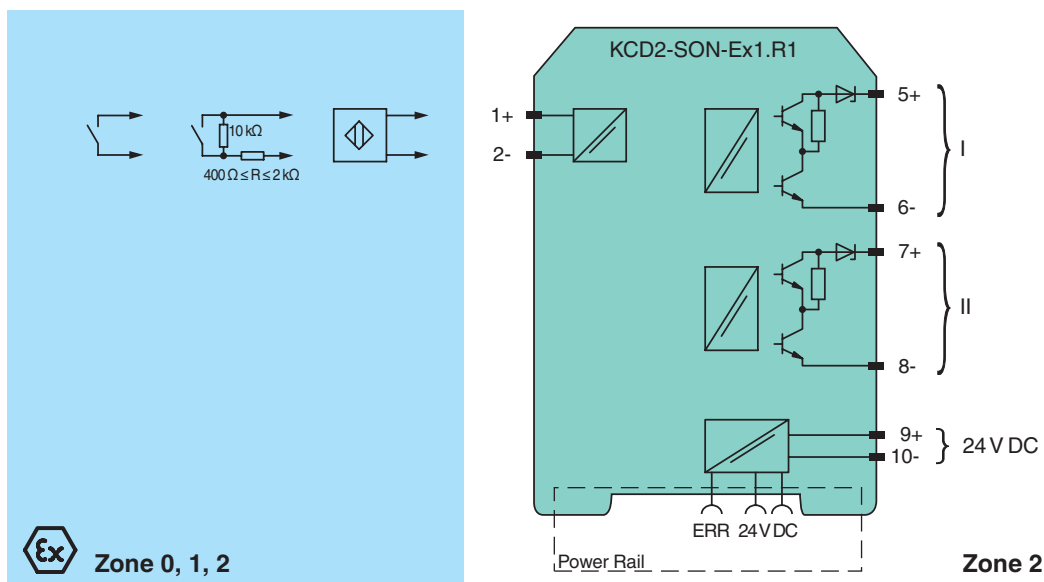 KCD2-SON-Ex1.R1
10 kΩ
400 Ω ≤ R ≤ 2 kΩ
1+
2-
5+
I
6-
7+
II
8-
9+
10-
24 V DC
ERR 24 V DC
Power Rail
Ex Zone 0, 1, 2
Zone 2